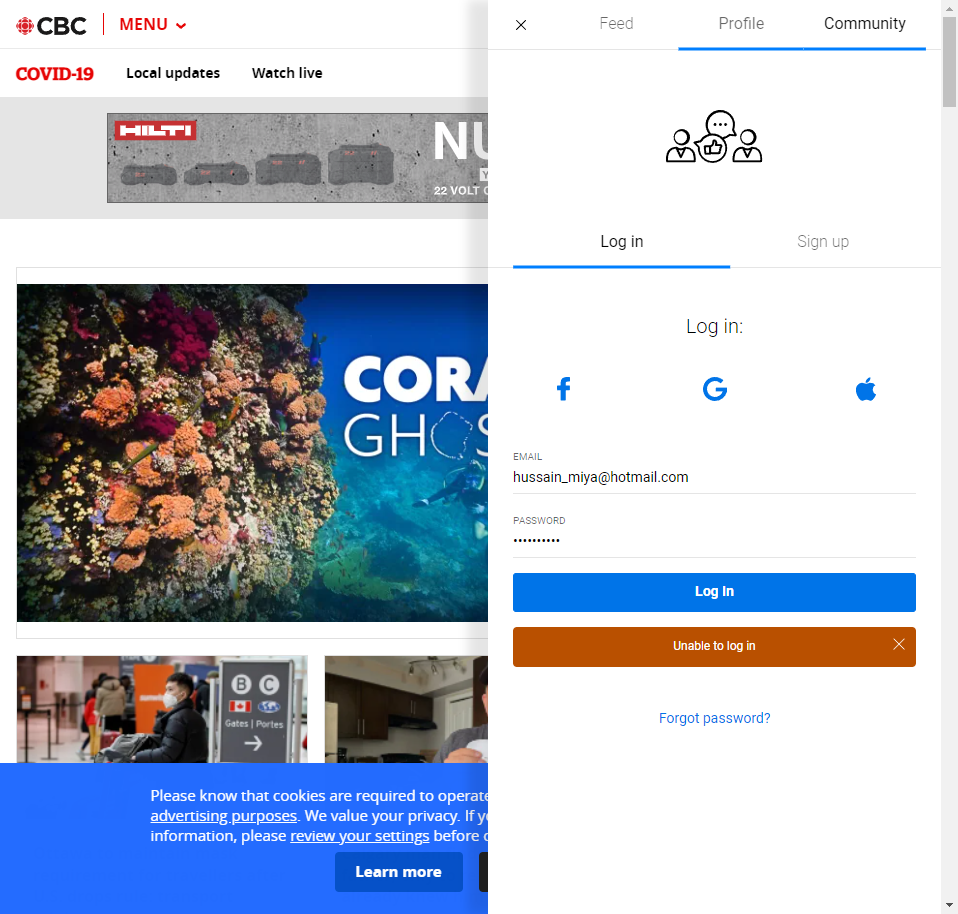 CBC
MENU
COVID-19
Local updates
Watch live
HILTI
NU
Y
22 VOLT
CORA
GHOS
B C
Gates | Portes
Please know that cookies are required to operate
advertising purposes. We value your privacy. If
information, please review your settings before
Learn more
Feed
Profile
Community
Log in
Sign up
Log in:
EMAIL
hussain_miya@hotmail.com
PASSWORD
••••••••••
Log In
Unable to log in
Forgot password?